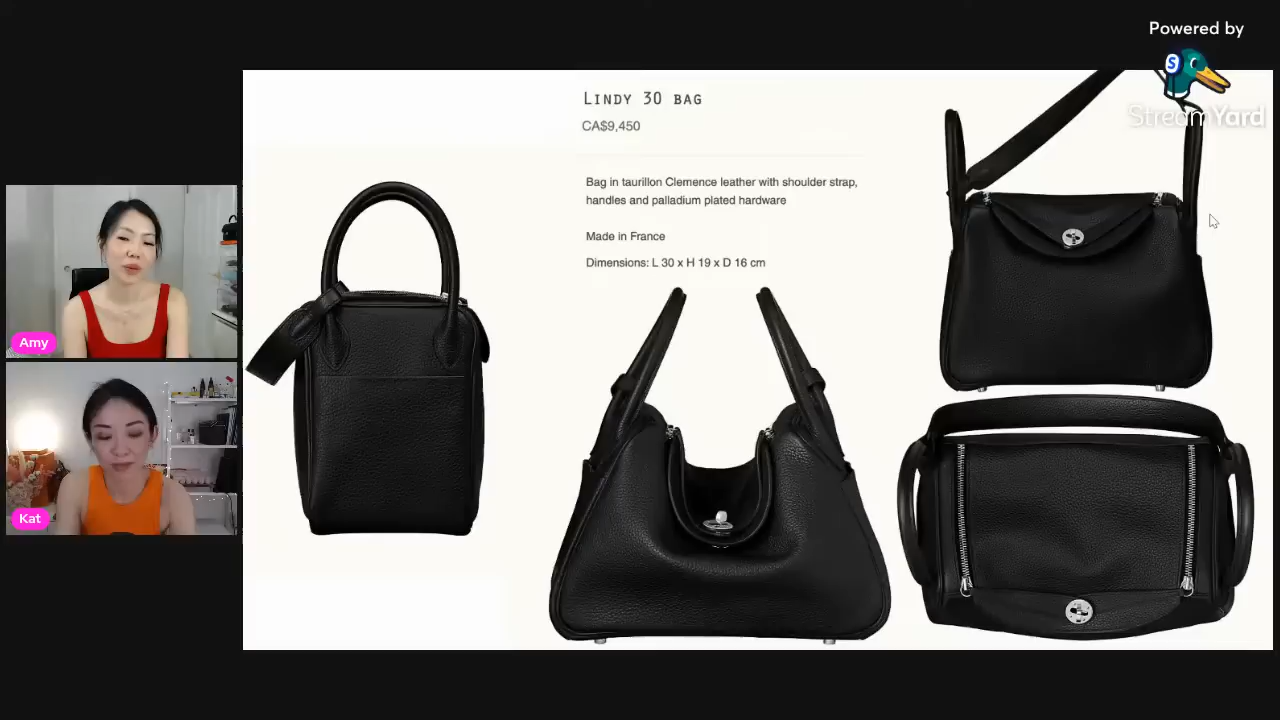 Powered by
S
StreamYard
LINDY 30 BAG
CA$9,450
Bag in taurillon Clemence leather with shoulder strap,
handles and palladium plated hardware
Made in France
Dimensions: L 30 x H 19 x D 16 cm
Amy
Kat